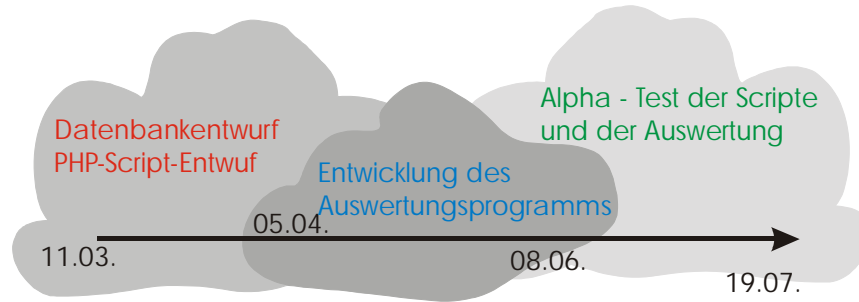 Datenbankentwurf
PHP-Script-Entwuf
Entwicklung des
Auswertungsprogramms
Alpha - Test der Scripte
und der Auswertung
11.03.
05.04.
08.06.
19.07.